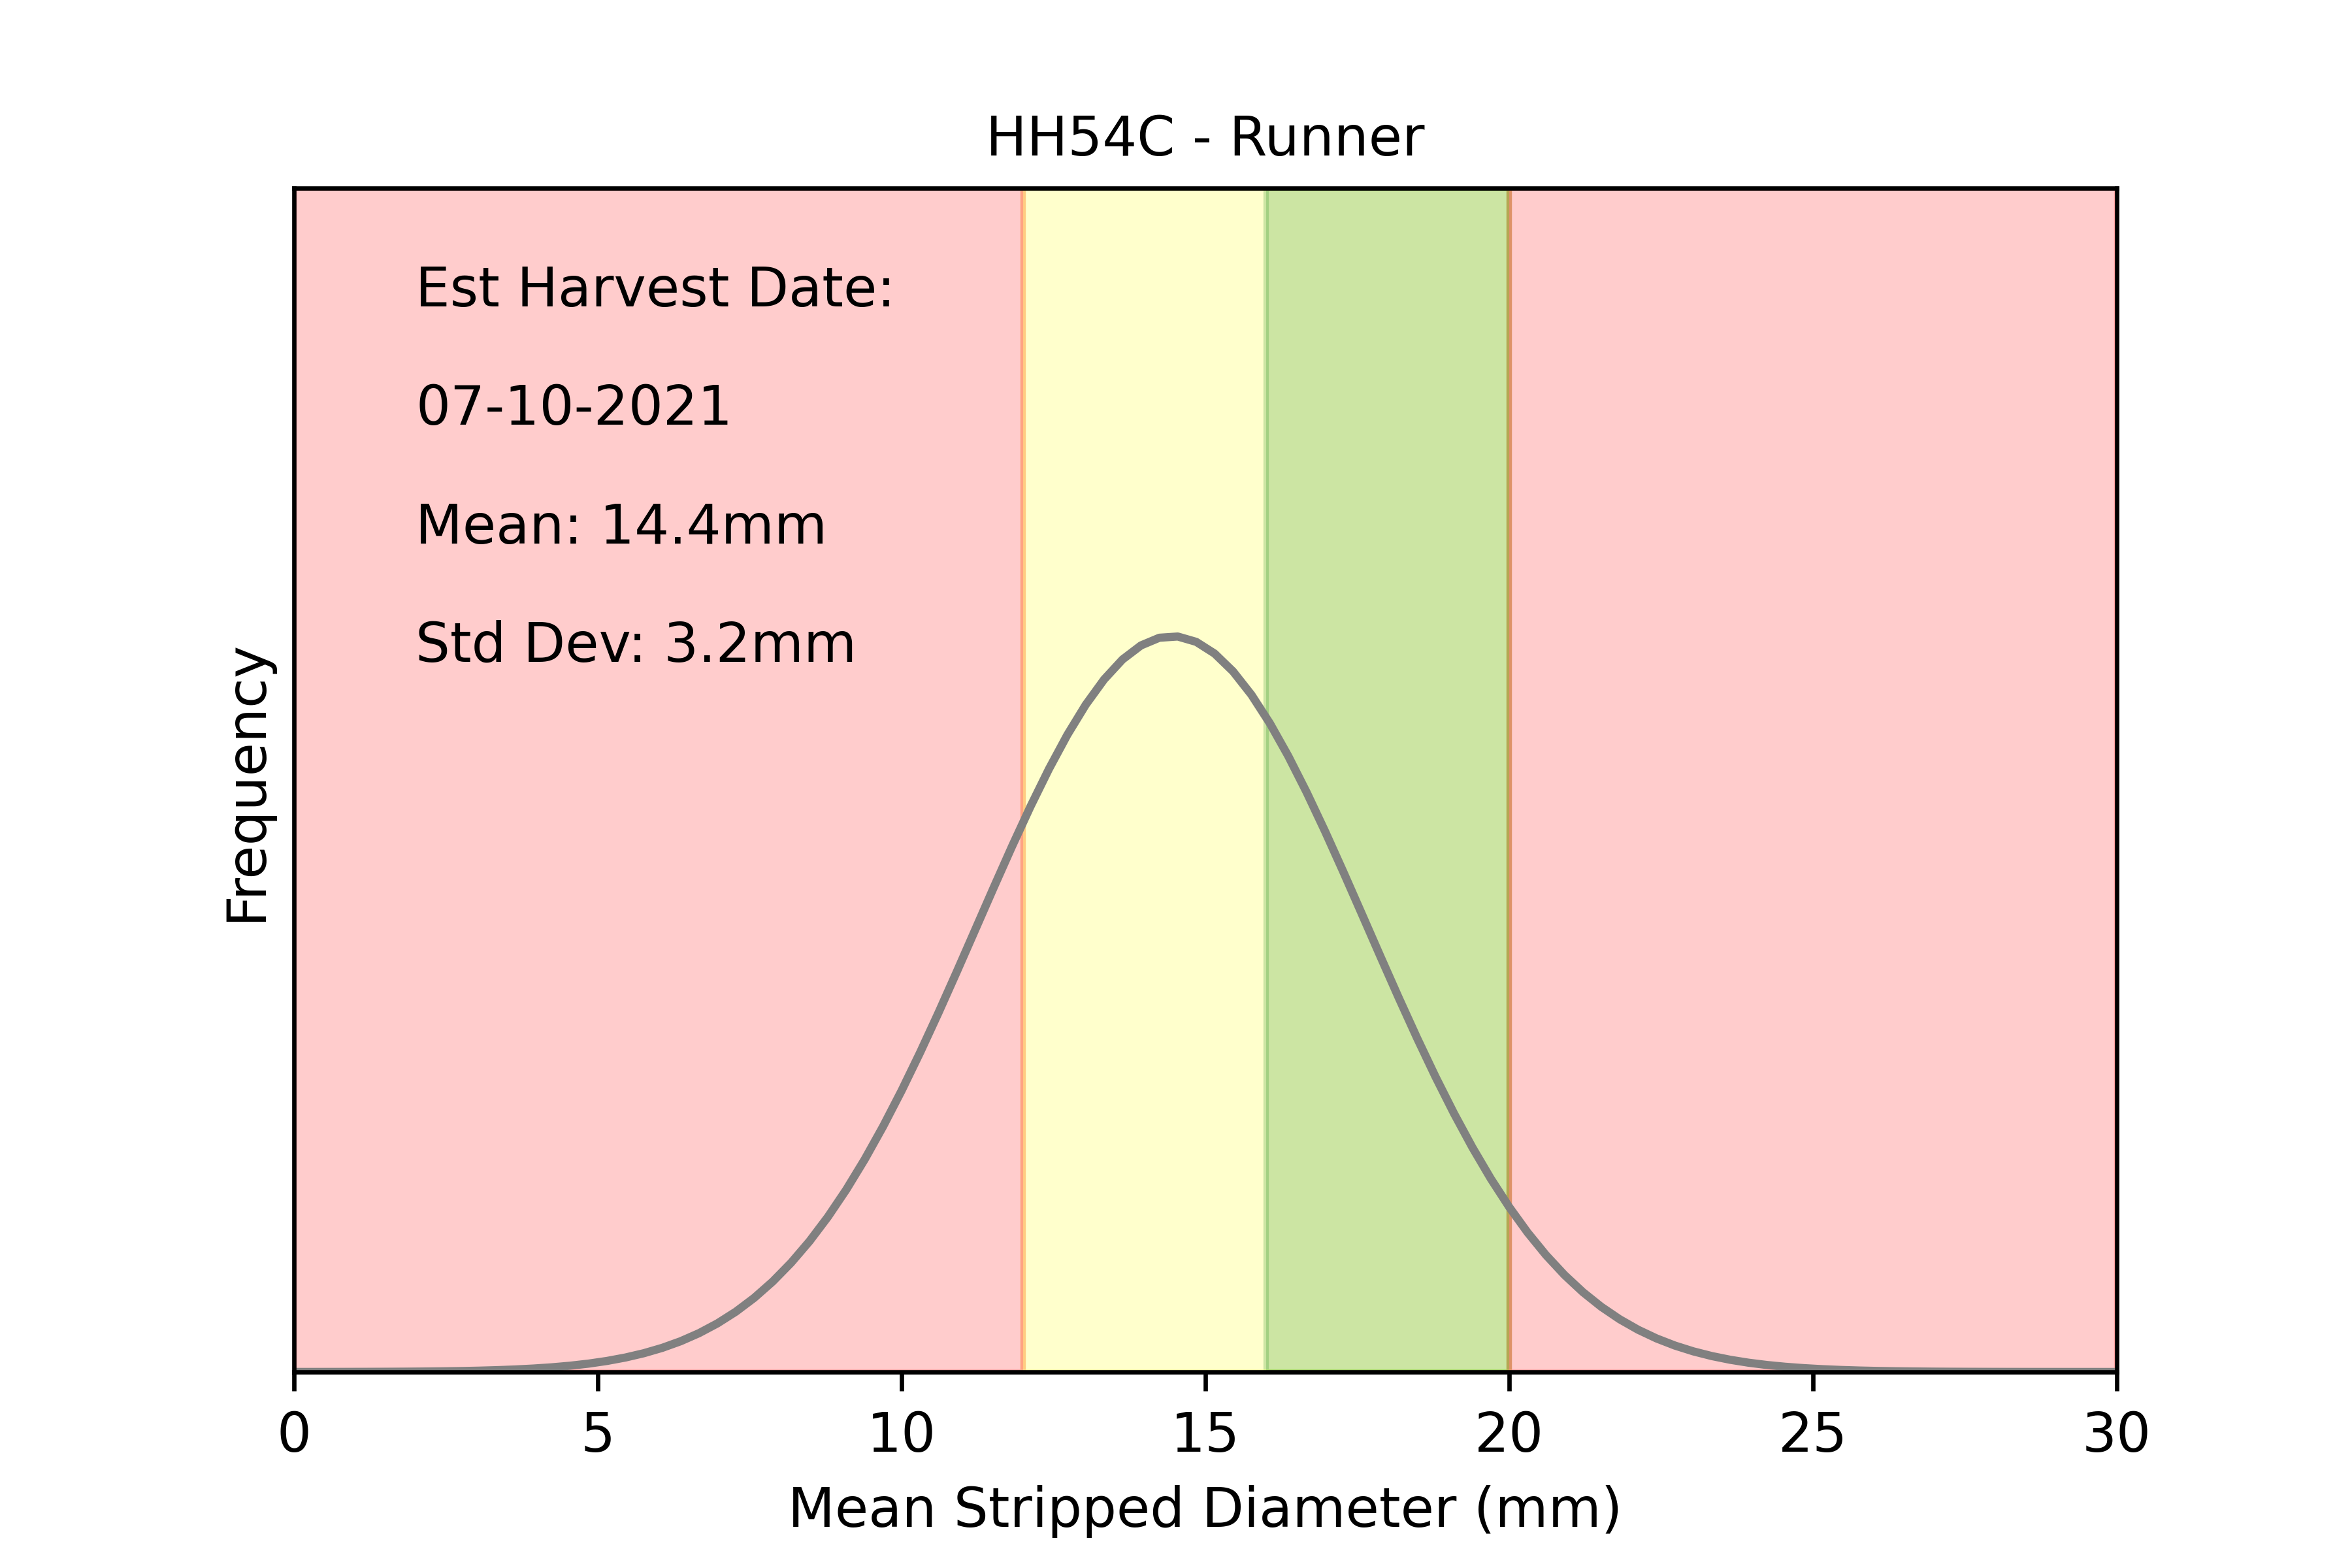 HH54C - Runner
Est Harvest Date:
07-10-2021
Mean: 14.4mm
Std Dev: 3.2mm
Frequency
0 5 10 15 20 25 30
Mean Stripped Diameter (mm)